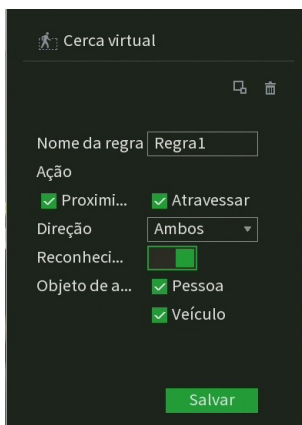 Cerca virtual
Nome da regra Regra1
Ação
Proximi... Atravessar
Direção Ambos
Reconheci...
Objeto de a... Pessoa
Veículo
Salvar